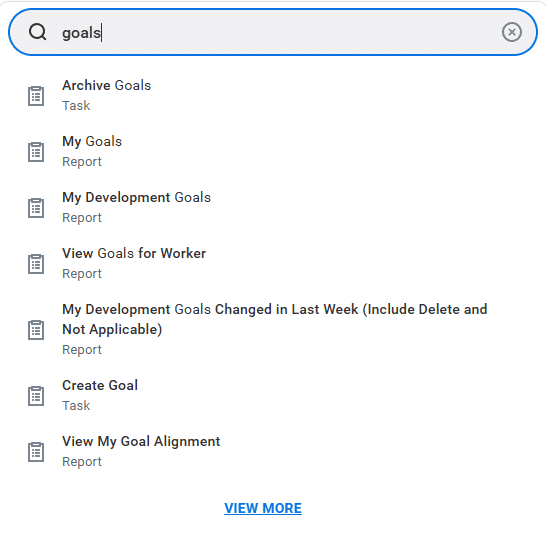 goals
Archive Goals
Task
My Goals
Report
My Development Goals
Report
View Goals for Worker
Report
My Development Goals Changed in Last Week (Include Delete and
Not Applicable)
Report
Create Goal
Task
View My Goal Alignment
Report
VIEW MORE